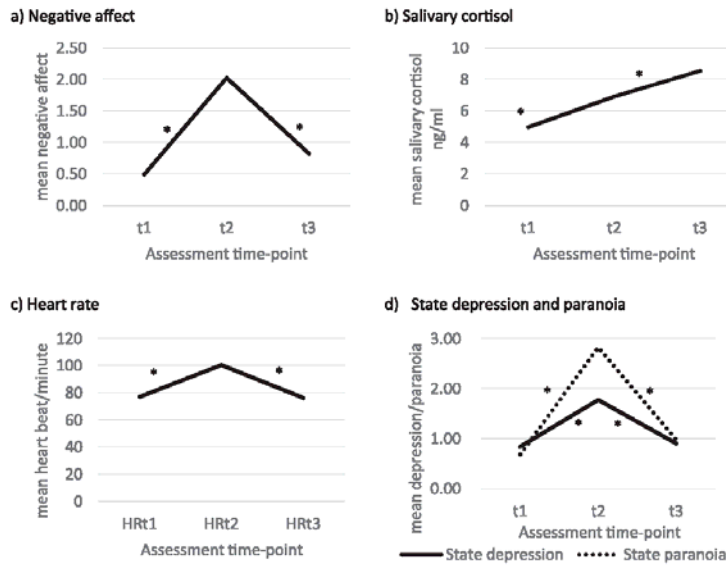 a) Negative affect
2.50
2.00
1.50
1.00
0.50
0.00
mean negative affect
*
*
t1 t2 t3
Assessment time-point
b) Salivary cortisol
10
8
6
4
2
0
mean salivary cortisol
ng/ml
*
*
t1 t2 t3
Assessment time-point
c) Heart rate
120
100
80
60
40
20
0
mean heart beat/minute
*
*
HRt1 HRt2 HRt3
Assessment time-point
d) State depression and paranoia
3.00
2.00
1.00
0.00
mean depression/paranoia
* *
* *
t1 t2 t3
Assessment time-point
State depression State paranoia